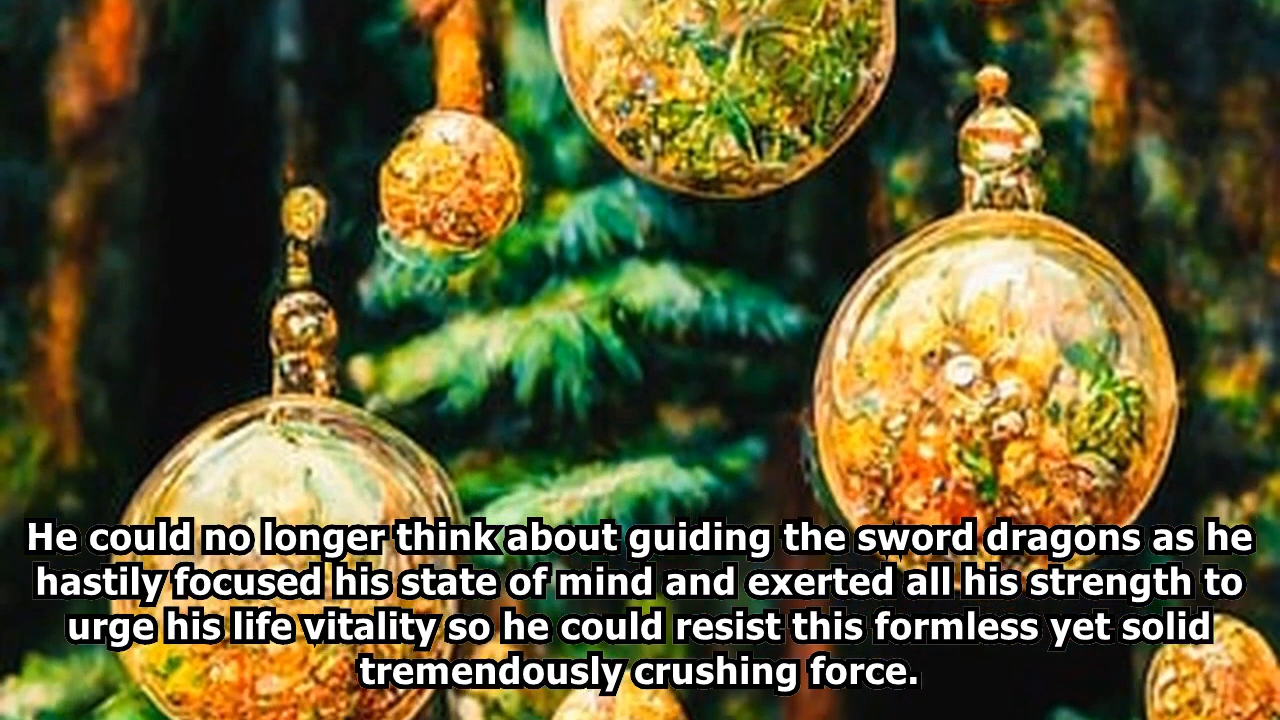 He could no longer think about guiding the sword dragons as he
hastily focused his state of mind and exerted all his strength to
urge his life vitality so he could resist this formless yet solid
tremendously crushing force.